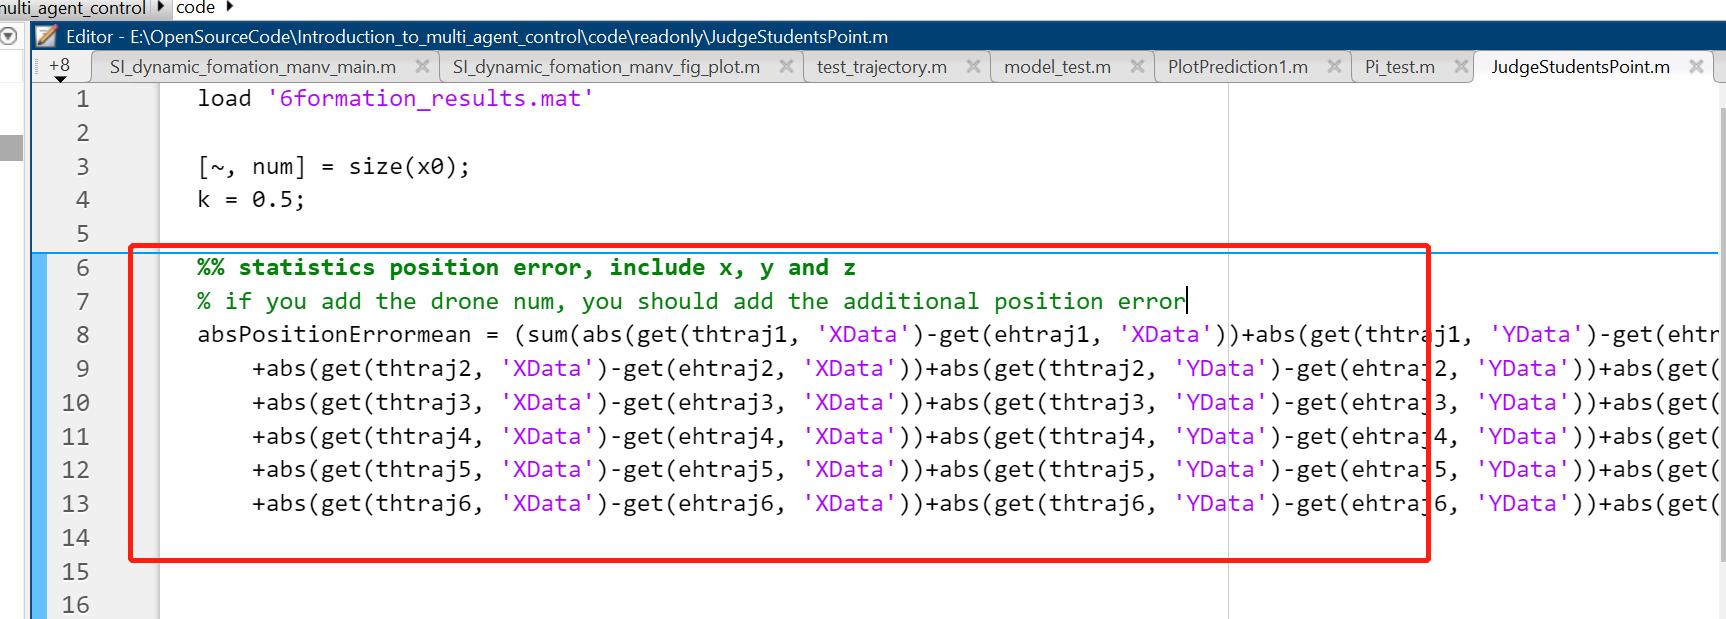 multi_agent_control code
Editor - E:\OpenSourceCode\Introduction_to_multi_agent_control\code\readonly\JudgeStudentsPoint.m
+8 SI_dynamic_fomation_manv_main.m SI_dynamic_fomation_manv_fig_plot.m test_trajectory.m model_test.m PlotPrediction1.m Pi_test.m JudgeStudentsPoint.m
1 load '6formation_results.mat'
2
3 [~, num] = size(x0);
4 k = 0.5;
5
6 %% statistics position error, include x, y and z
7 % if you add the drone num, you should add the additional position error
8 absPositionErrormean = (sum(abs(get(thtraj1, 'XData')-get(ehtraj1, 'XData'))+abs(get(thtraj1, 'YData')-get(ehtr
9 +abs(get(thtraj2, 'XData')-get(ehtraj2, 'XData'))+abs(get(thtraj2, 'YData')-get(ehtraj2, 'YData'))+abs(get(
10 +abs(get(thtraj3, 'XData')-get(ehtraj3, 'XData'))+abs(get(thtraj3, 'YData')-get(ehtraj3, 'YData'))+abs(get(
11 +abs(get(thtraj4, 'XData')-get(ehtraj4, 'XData'))+abs(get(thtraj4, 'YData')-get(ehtraj4, 'YData'))+abs(get(
12 +abs(get(thtraj5, 'XData')-get(ehtraj5, 'XData'))+abs(get(thtraj5, 'YData')-get(ehtraj5, 'YData'))+abs(get(
13 +abs(get(thtraj6, 'XData')-get(ehtraj6, 'XData'))+abs(get(thtraj6, 'YData')-get(ehtraj6, 'YData'))+abs(get(
14
15
16